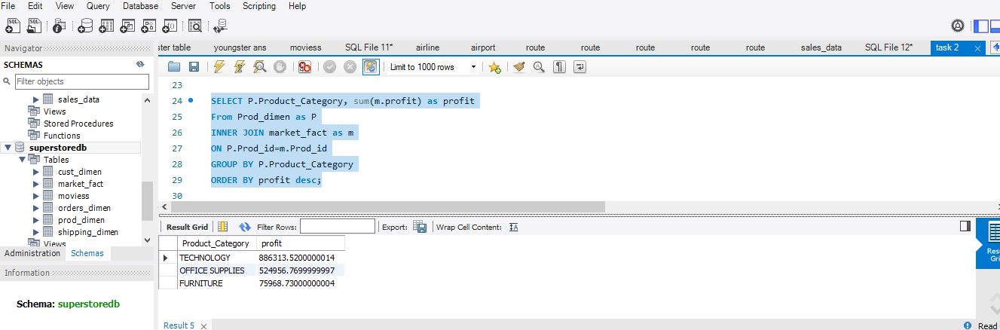 File Edit View Query Database Server Tools Scripting Help
Navigator
ster table youngster ans moviess SQL File 11* airline airport route route route route route sales_data SQL File 12* task 2
SCHEMAS
Limit to 1000 rows
Filter objects
sales_data
Views
Stored Procedures
Functions
superstoredb
Tables
cust_dimen
market_fact
moviess
orders_dimen
prod_dimen
shipping_dimen
Views
Administration Schemas
Information
Schema: superstoredb
23
24 SELECT P.Product_Category, sum(m.profit) as profit
25 From Prod_dimen as P
26 INNER JOIN market_fact as m
27 ON P.Prod_id=m.Prod_id
28 GROUP BY P.Product_Category
29 ORDER BY profit desc;
30
Result Grid Filter Rows: Export: Wrap Cell Content:
Product_Category profit
TECHNOLOGY 886313.5200000014
OFFICE SUPPLIES 524956.7699999997
FURNITURE 75968.73000000004
Resu
Gri
Result 5
Read